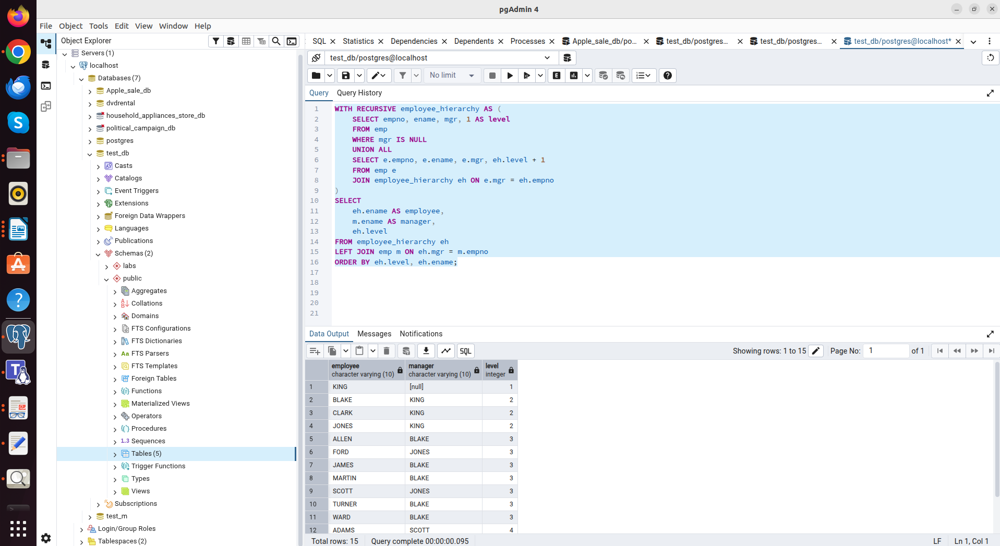 pgAdmin 4
File Object Tools Edit View Window Help
Object Explorer
SQL Statistics Dependencies Dependents Processes Apple_sale_db/po... test_db/postgres... test_db/postgres... test_db/postgres@localhost*
Servers (1)
localhost
Databases (7)
Apple_sale_db
dvdrental
household_appliances_store_db
political_campaign_db
postgres
test_db
Casts
Catalogs
Event Triggers
Extensions
Foreign Data Wrappers
Languages
Publications
Schemas (2)
labs
public
Aggregates
Collations
Domains
FTS Configurations
FTS Dictionaries
Aa FTS Parsers
FTS Templates
Foreign Tables
Functions
Materialized Views
Operators
Procedures
1..3 Sequences
Tables (5)
Trigger Functions
Types
Views
Subscriptions
test_m
Login/Group Roles
Tablespaces (2)
test_db/postgres@localhost
No limit
E
Query Query History
1 WITH RECURSIVE employee_hierarchy AS (
2 SELECT empno, ename, mgr, 1 AS level
3 FROM emp
4 WHERE mgr IS NULL
5 UNION ALL
6 SELECT e.empno, e.ename, e.mgr, eh.level + 1
7 FROM emp e
8 JOIN employee_hierarchy eh ON e.mgr = eh.empno
9 )
10 SELECT
11 eh.ename AS employee,
12 m.ename AS manager,
13 eh.level
14 FROM employee_hierarchy eh
15 LEFT JOIN emp m ON eh.mgr = m.empno
16 ORDER BY eh.level, eh.ename;
17
18
19
20
21
Data Output Messages Notifications
SQL Showing rows: 1 to 15 Page No: 1 of 1
employee manager level
character varying (10) character varying (10) integer
1 KING [null] 1
2 BLAKE KING 2
3 CLARK KING 2
4 JONES KING 2
5 ALLEN BLAKE 3
6 FORD JONES 3
7 JAMES BLAKE 3
8 MARTIN BLAKE 3
9 SCOTT JONES 3
10 TURNER BLAKE 3
11 WARD BLAKE 3
12 ADAMS SCOTT 4
Total rows: 15 Query complete 00:00:00.095 LF Ln 1, Col 1